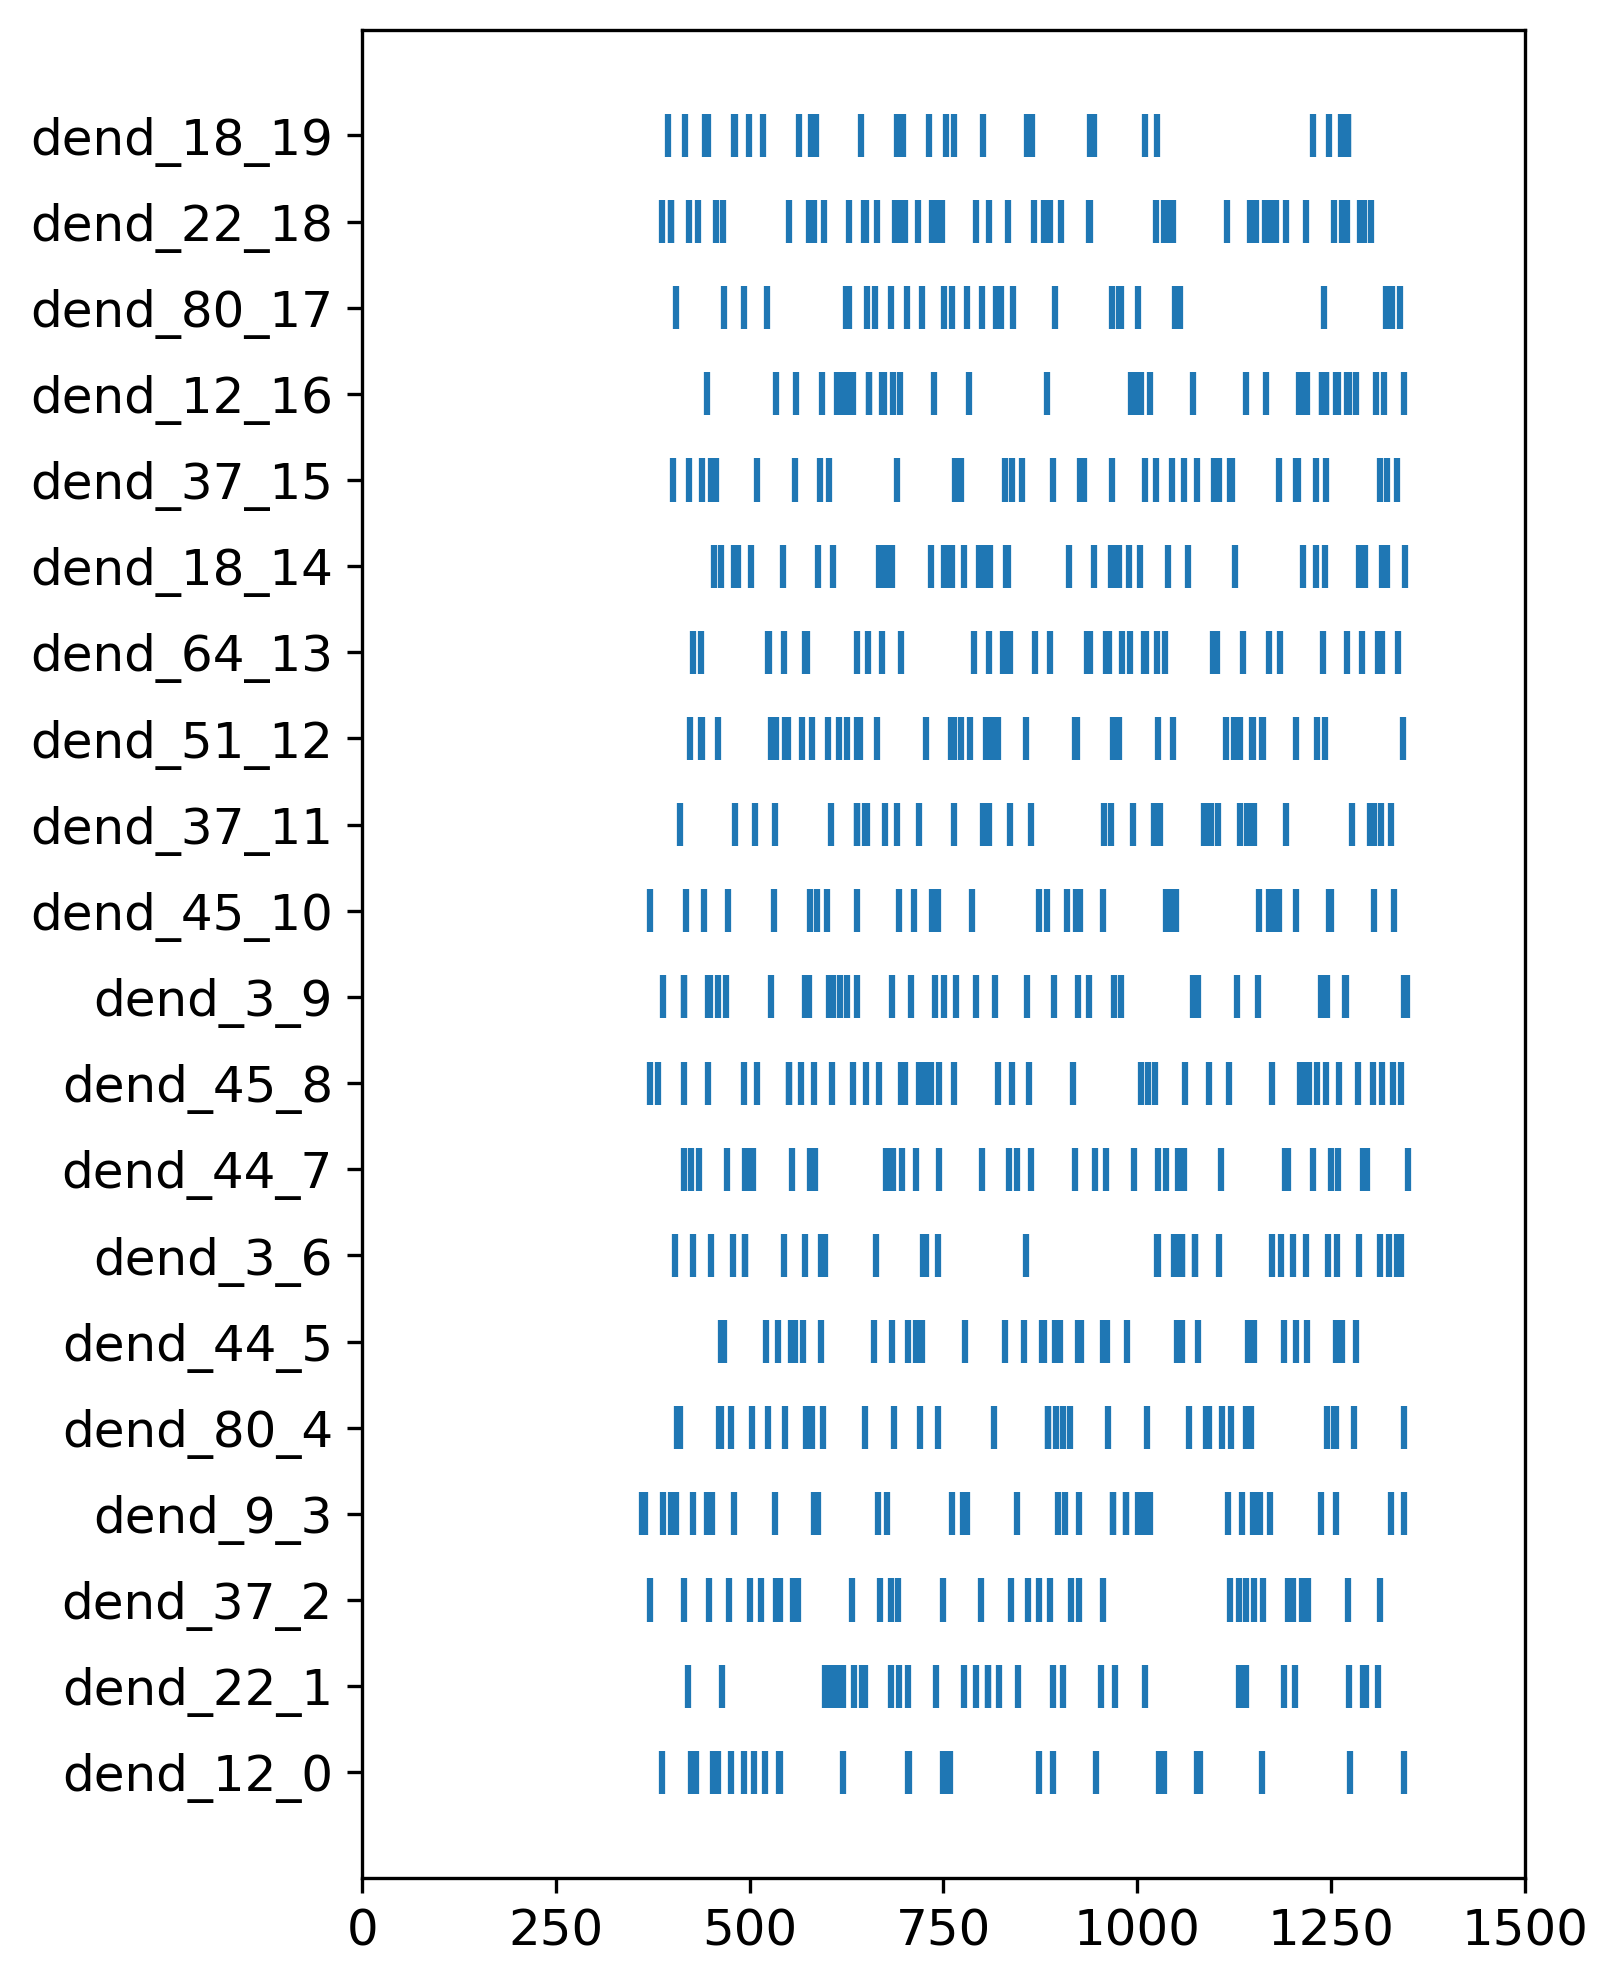 dend_18_19
dend_22_18
dend_80_17
dend_12_16
dend_37_15
dend_18_14
dend_64_13
dend_51_12
dend_37_11
dend_45_10
dend_3_9
dend_45_8
dend_44_7
dend_3_6
dend_44_5
dend_80_4
dend_9_3
dend_37_2
dend_22_1
dend_12_0
0 250 500 750 1000 1250 1500